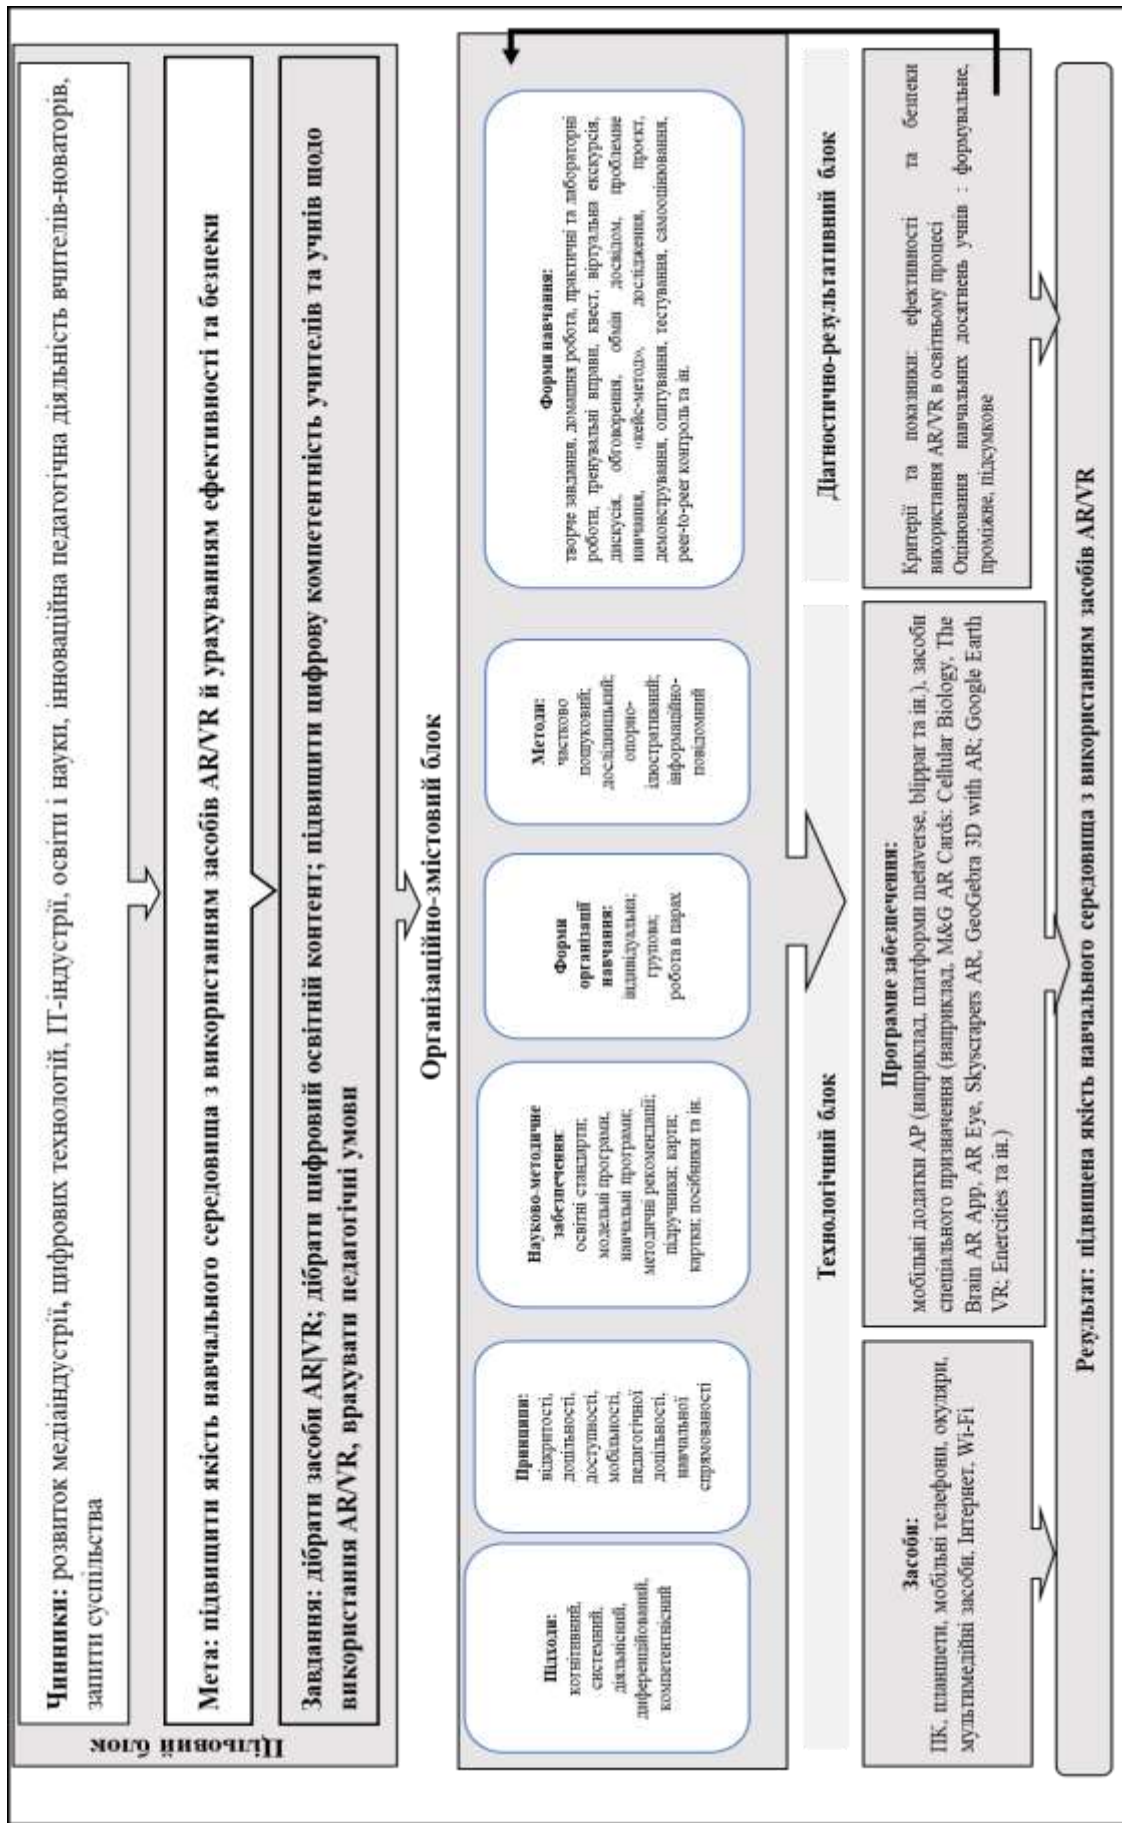 Цільовий блок
Чинники: розвиток медіаіндустрії, цифрових технологій, ІТ-індустрії, освіти і науки, інноваційна педагогічна діяльність вчителів-новаторів,
запити суспільства
Мета: підвищити якість навчального середовища з використанням засобів AR/VR й урахуванням ефективності та безпеки
Завдання: дібрати засоби AR|VR; дібрати цифровий освітній контент; підвищити цифрову компетентність учителів та учнів щодо
використання AR/VR, врахувати педагогічні умови
Організаційно-змістовий блок
Підходи:
когнітивний,
системний,
діяльнісний,
диференційований,
компетентнісний
Принципи:
відкритості,
доцільності,
доступності,
мобільності,
педагогічної
доцільності,
навчальної
спрямованості
Науково-методичне
забезпечення:
освітні стандарти;
модельні програми,
навчальні програми;
методичні рекомендації;
підручники; карти;
картки; посібники та ін.
Форми
організації
навчання:
індивідуальна;
групова;
робота в парах
Методи:
частково
пошуковий;
дослідницький;
опорно-
ілюстративний;
інформаційно-
повідомний
Форми навчання:
творче завдання, домашня робота, практичні та лабораторні
роботи, тренувальні вправи, квест, віртуальна екскурсія,
дискусія, обговорення, обмін досвідом, проблемне
навчання, «кейс-метод», дослідження, проєкт,
демонстрування, опитування, тестування, самооцінювання,
peer-to-peer контроль та ін.
Технологічний блок
Діагностично-результативний блок
Засоби:
ПК, планшети, мобільні телефони, окуляри,
мультимедійні засоби, Інтернет, Wi-Fi
Програмне забезпечення:
мобільні додатки АР (наприклад, платформи metaverse, blippar та ін.), засоби
спеціального призначення (наприклад, M&G AR Cards: Cellular Biology, The
Brain AR App, AR Eye, Skyscrapers AR, GeoGebra 3D with AR, Google Earth
VR; Enercities та ін.)
Критерії та показники: ефективності та безпеки
використання AR/VR в освітньому процесі
Оцінювання навчальних досягнень учнів : формувальне,
проміжне, підсумкове
Результат: підвищена якість навчального середовища з використанням засобів AR/VR